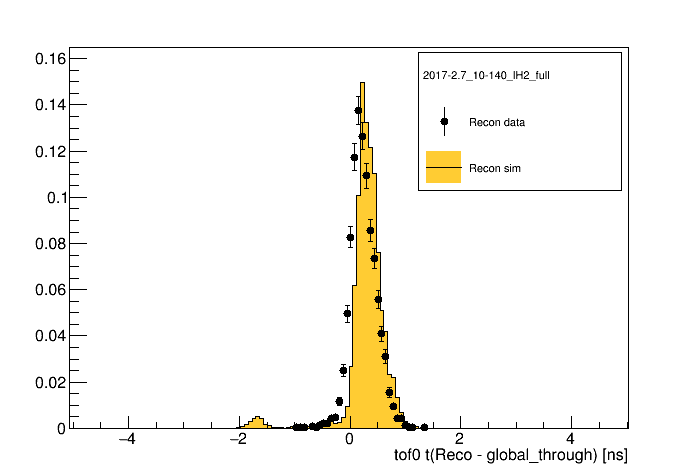 0.16
0.14
0.12
0.1
0.08
0.06
0.04
0.02
0
2017-2.7_10-140_lH2_full
Recon data
Recon sim
−4 −2 0 2 4
tof0 t(Reco - global_through) [ns]